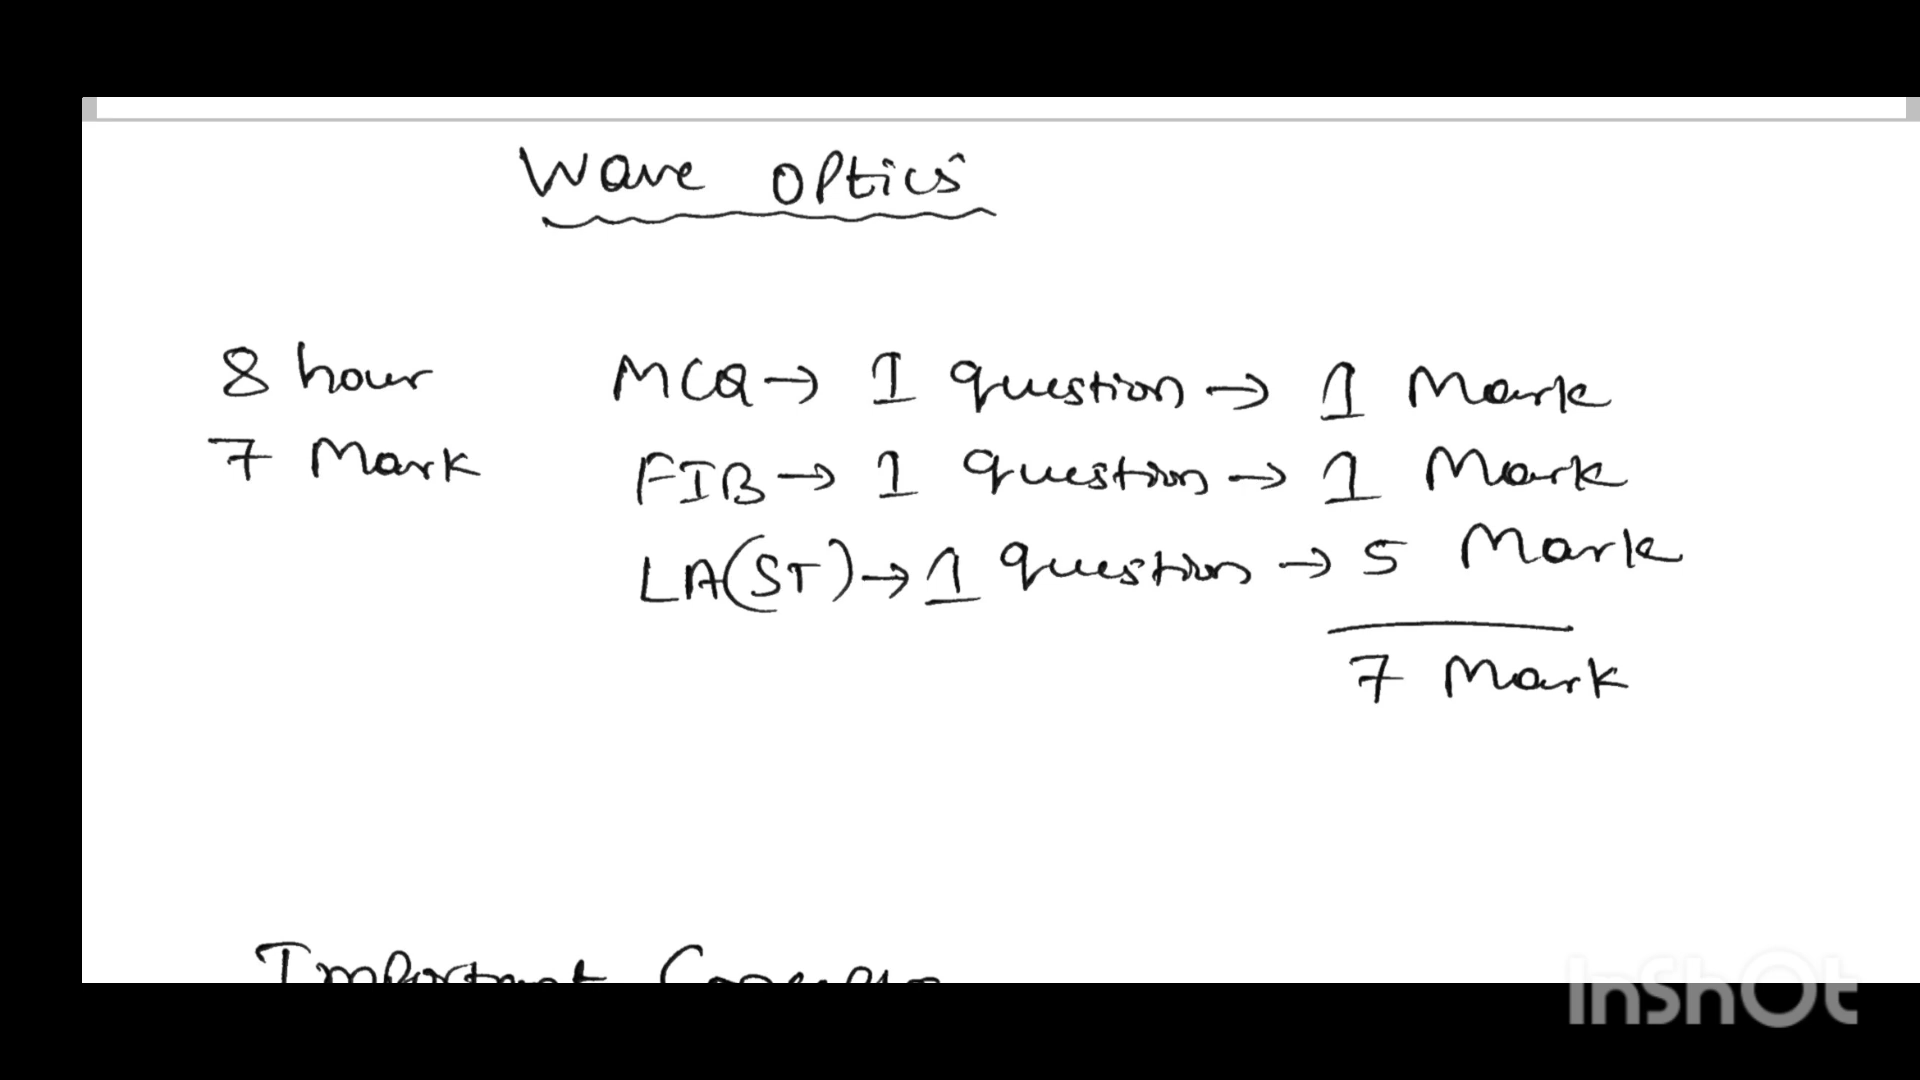 Wave optics
8 hour MCQ → 1 question → 1 Mark
7 Mark FIB → 1 question → 1 Mark
LA(ST) → 1 question → 5 Mark
7 Mark
Important
InShOt